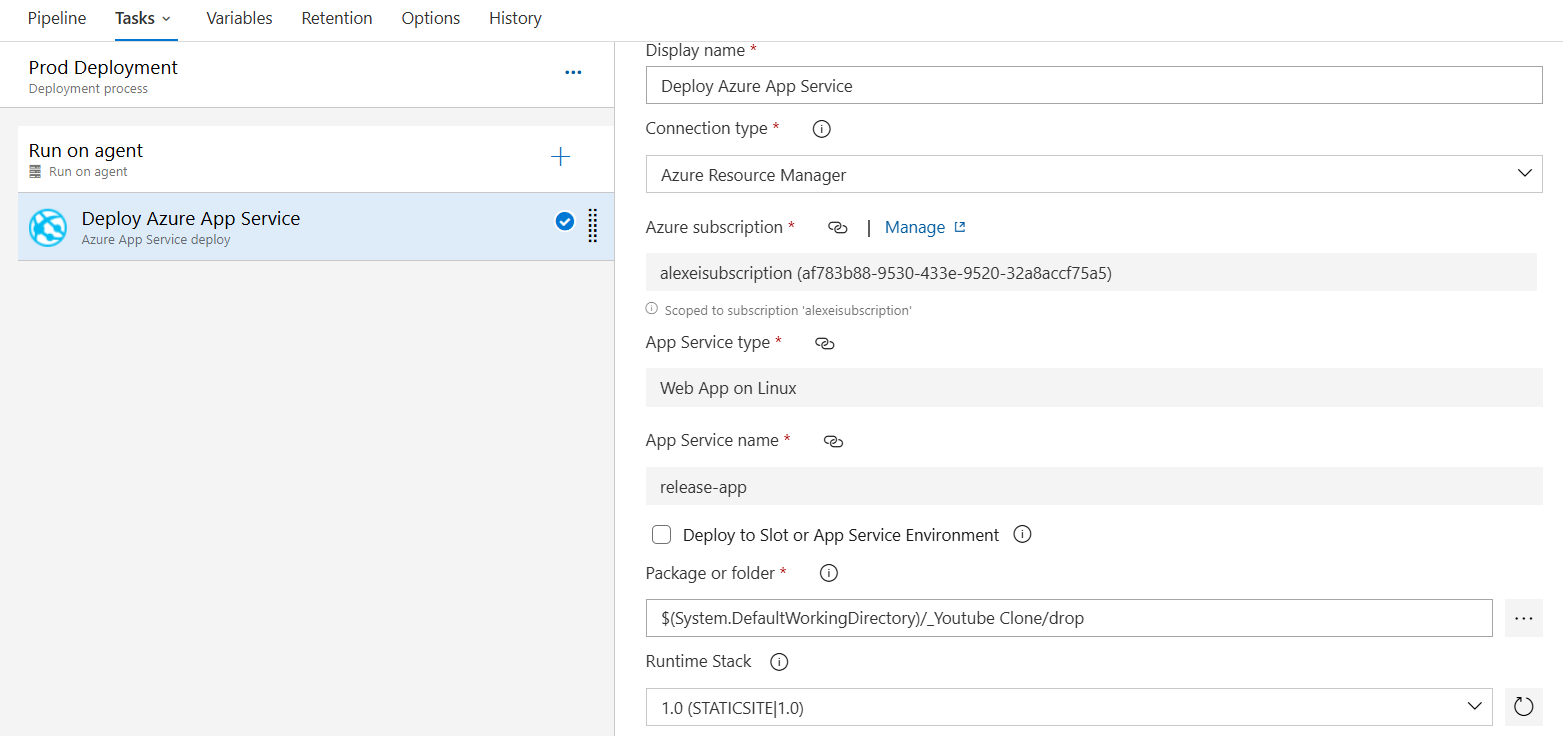 Pipeline Tasks Variables Retention Options History
Prod Deployment
Deployment process
Run on agent
Run on agent
Deploy Azure App Service
Azure App Service deploy
Display name *
Deploy Azure App Service
Connection type *
Azure Resource Manager
Azure subscription * | Manage
alexeisubscription (af783b88-9530-433e-9520-32a8accf75a5)
Scoped to subscription 'alexeisubscription'
App Service type *
Web App on Linux
App Service name *
release-app
Deploy to Slot or App Service Environment
Package or folder *
$(System.DefaultWorkingDirectory)/_Youtube Clone/drop
Runtime Stack
1.0 (STATICSITE|1.0)